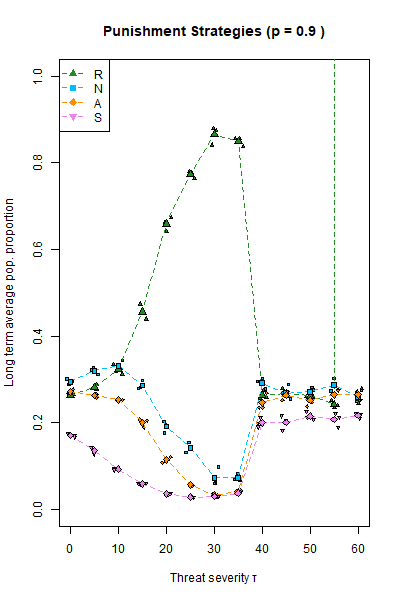 Punishment Strategies (p = 0.9 )
R
N
A
S
Long term average pop. proportion
0.0
0.2
0.4
0.6
0.8
1.0
0 10 20 30 40 50 60
Threat severity τ